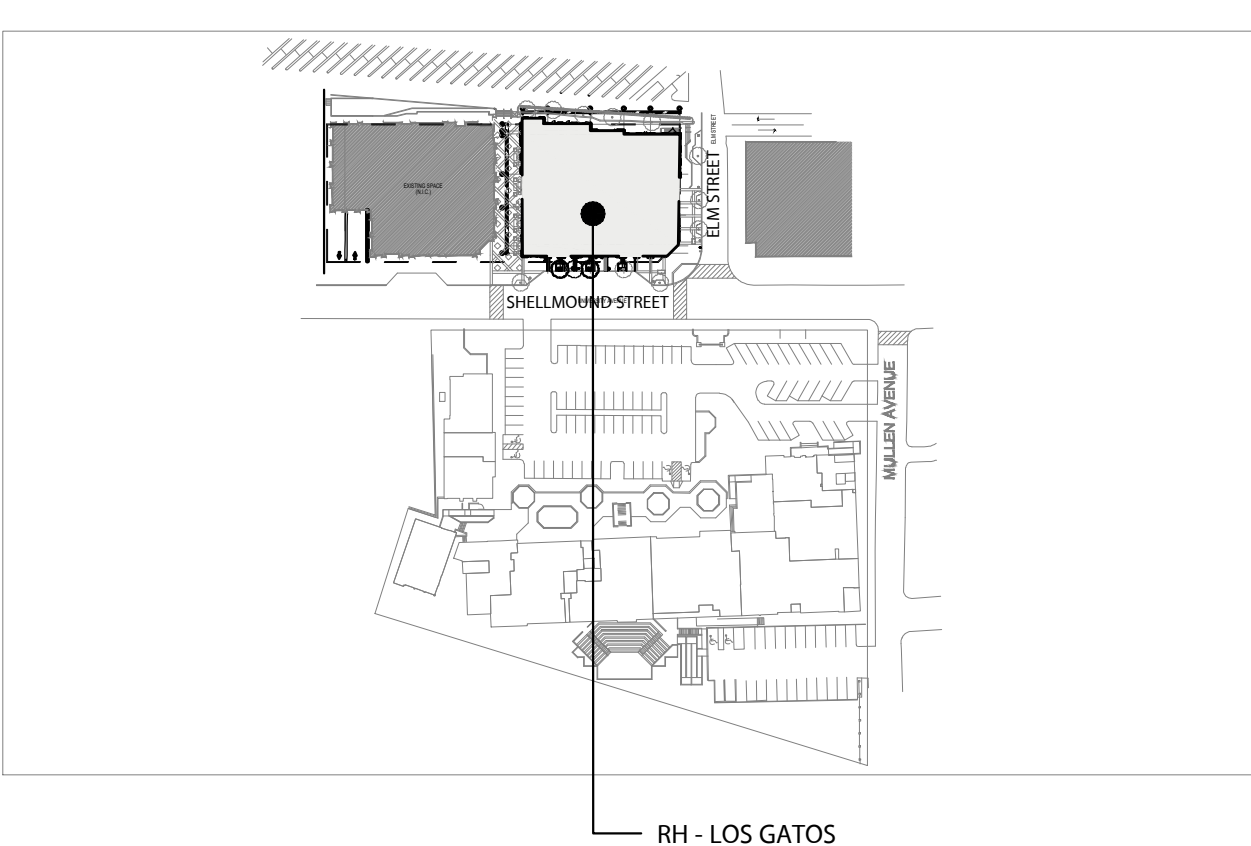 EXISTING SPACE
(N.I.C.)
ELM STREET
ELM STREET
SHELLMOUND STREET
MULLEN AVENUE
RH - LOS GATOS